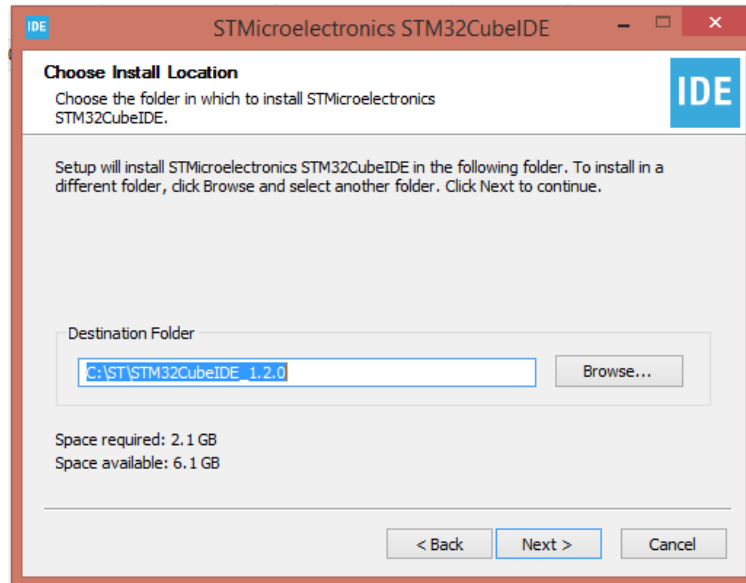 IDE
STMicroelectronics STM32CubeIDE
Choose Install Location
Choose the folder in which to install STMicroelectronics
STM32CubeIDE.
IDE
Setup will install STMicroelectronics STM32CubeIDE in the following folder. To install in a
different folder, click Browse and select another folder. Click Next to continue.
Destination Folder
C:\ST\STM32CubeIDE_1.2.0
Browse...
Space required: 2.1 GB
Space available: 6.1 GB
< Back
Next >
Cancel